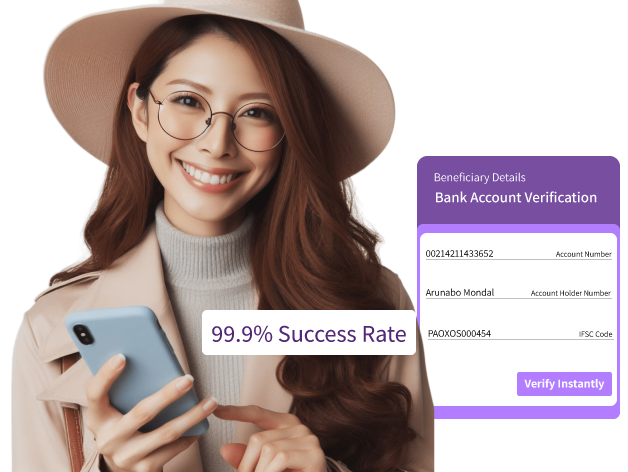 Beneficiary Details
Bank Account Verification
00214211433652 Account Number
Arunabo Mondal Account Holder Number
99.9% Success Rate
PAOXOS000454 IFSC Code
Verify Instantly